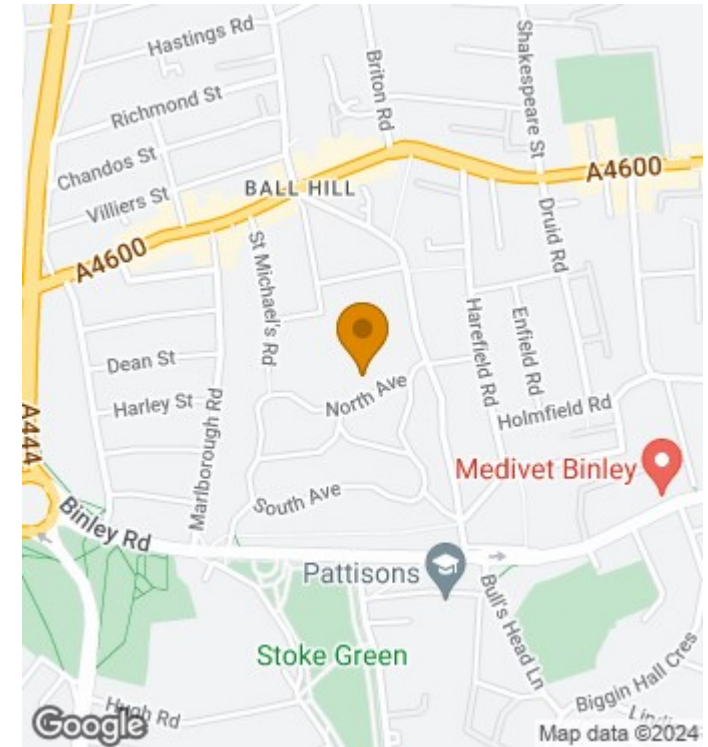 Hastings Rd
Briton Rd
Shakespeare St
Richmond St
Chandos St
A4600
BALL HILL
Villiers St
Druid Rd
A4600
St Michael's Rd
Harefield Rd
Enfield Rd
Dean St
North Ave
Harley St
Holmfield Rd
A444
Marlborough Rd
Medivet Binley
South Ave
Binley Rd
Pattisons
Bull's Head Ln
Stoke Green
Biggin Hall Cres
Hugh Rd
Google
Map data ©2024